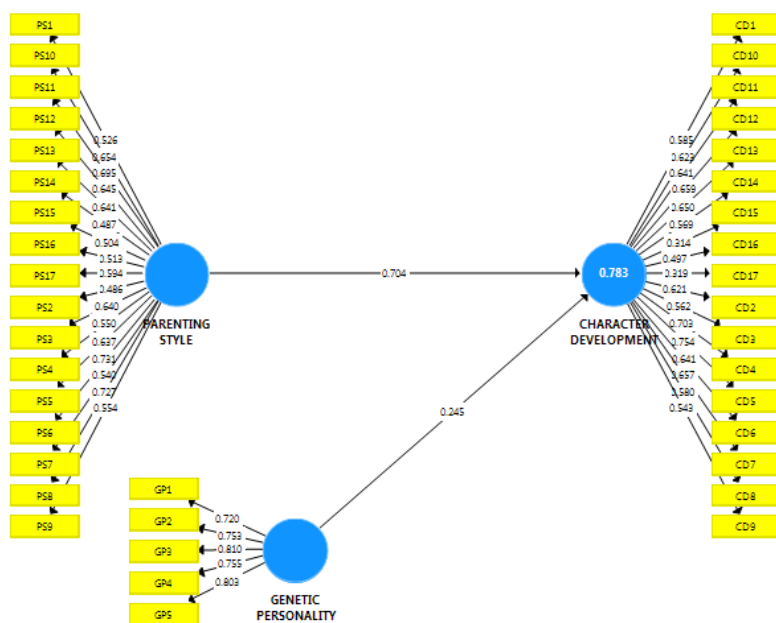 PS1
PS10
PS11
PS12
PS13
PS14
PS15
PS16
PS17
PS2
PS3
PS4
PS5
PS6
PS7
PS8
PS9
0.526
0.654
0.695
0.645
0.641
0.487
0.504
0.513
0.594
0.486
0.640
0.550
0.637
0.731
0.540
0.727
0.554
PARENTING
STYLE
0.704
0.245
GP1
GP2
GP3
GP4
GP5
0.720
0.753
0.810
0.755
0.803
GENETIC
PERSONALITY
0.783
CHARACTER
DEVELOPMENT
0.585
0.623
0.641
0.659
0.650
0.569
0.314
0.497
0.319
0.621
0.562
0.703
0.754
0.641
0.657
0.580
0.543
CD1
CD10
CD11
CD12
CD13
CD14
CD15
CD16
CD17
CD2
CD3
CD4
CD5
CD6
CD7
CD8
CD9